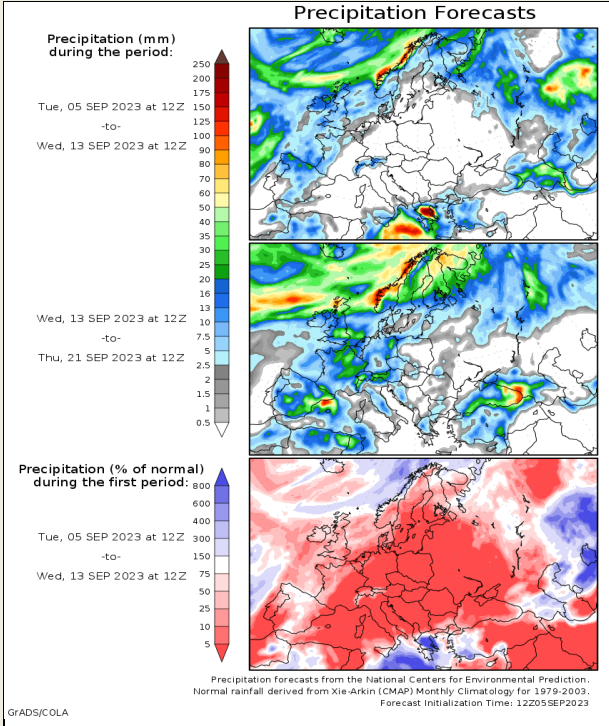 Precipitation Forecasts
Precipitation (mm)
during the period:
Tue, 05 SEP 2023 at 12Z
-to-
Wed, 13 SEP 2023 at 12Z
250
200
175
150
125
100
90
80
70
60
50
40
35
30
25
20
16
13
10
7.5
5
2.5
2
1.5
1
0.5
Wed, 13 SEP 2023 at 12Z
-to-
Thu, 21 SEP 2023 at 12Z
Precipitation (% of normal)
during the first period:
Tue, 05 SEP 2023 at 12Z
-to-
Wed, 13 SEP 2023 at 12Z
800
600
400
300
150
75
50
25
10
5
Precipitation forecasts from the National Centers for Environmental Prediction.
Normal rainfall derived from Xie-Arkin (CMAP) Monthly Climatology for 1979-2003.
Forecast Initialization Time: 12Z05SEP2023
GrADS/COLA